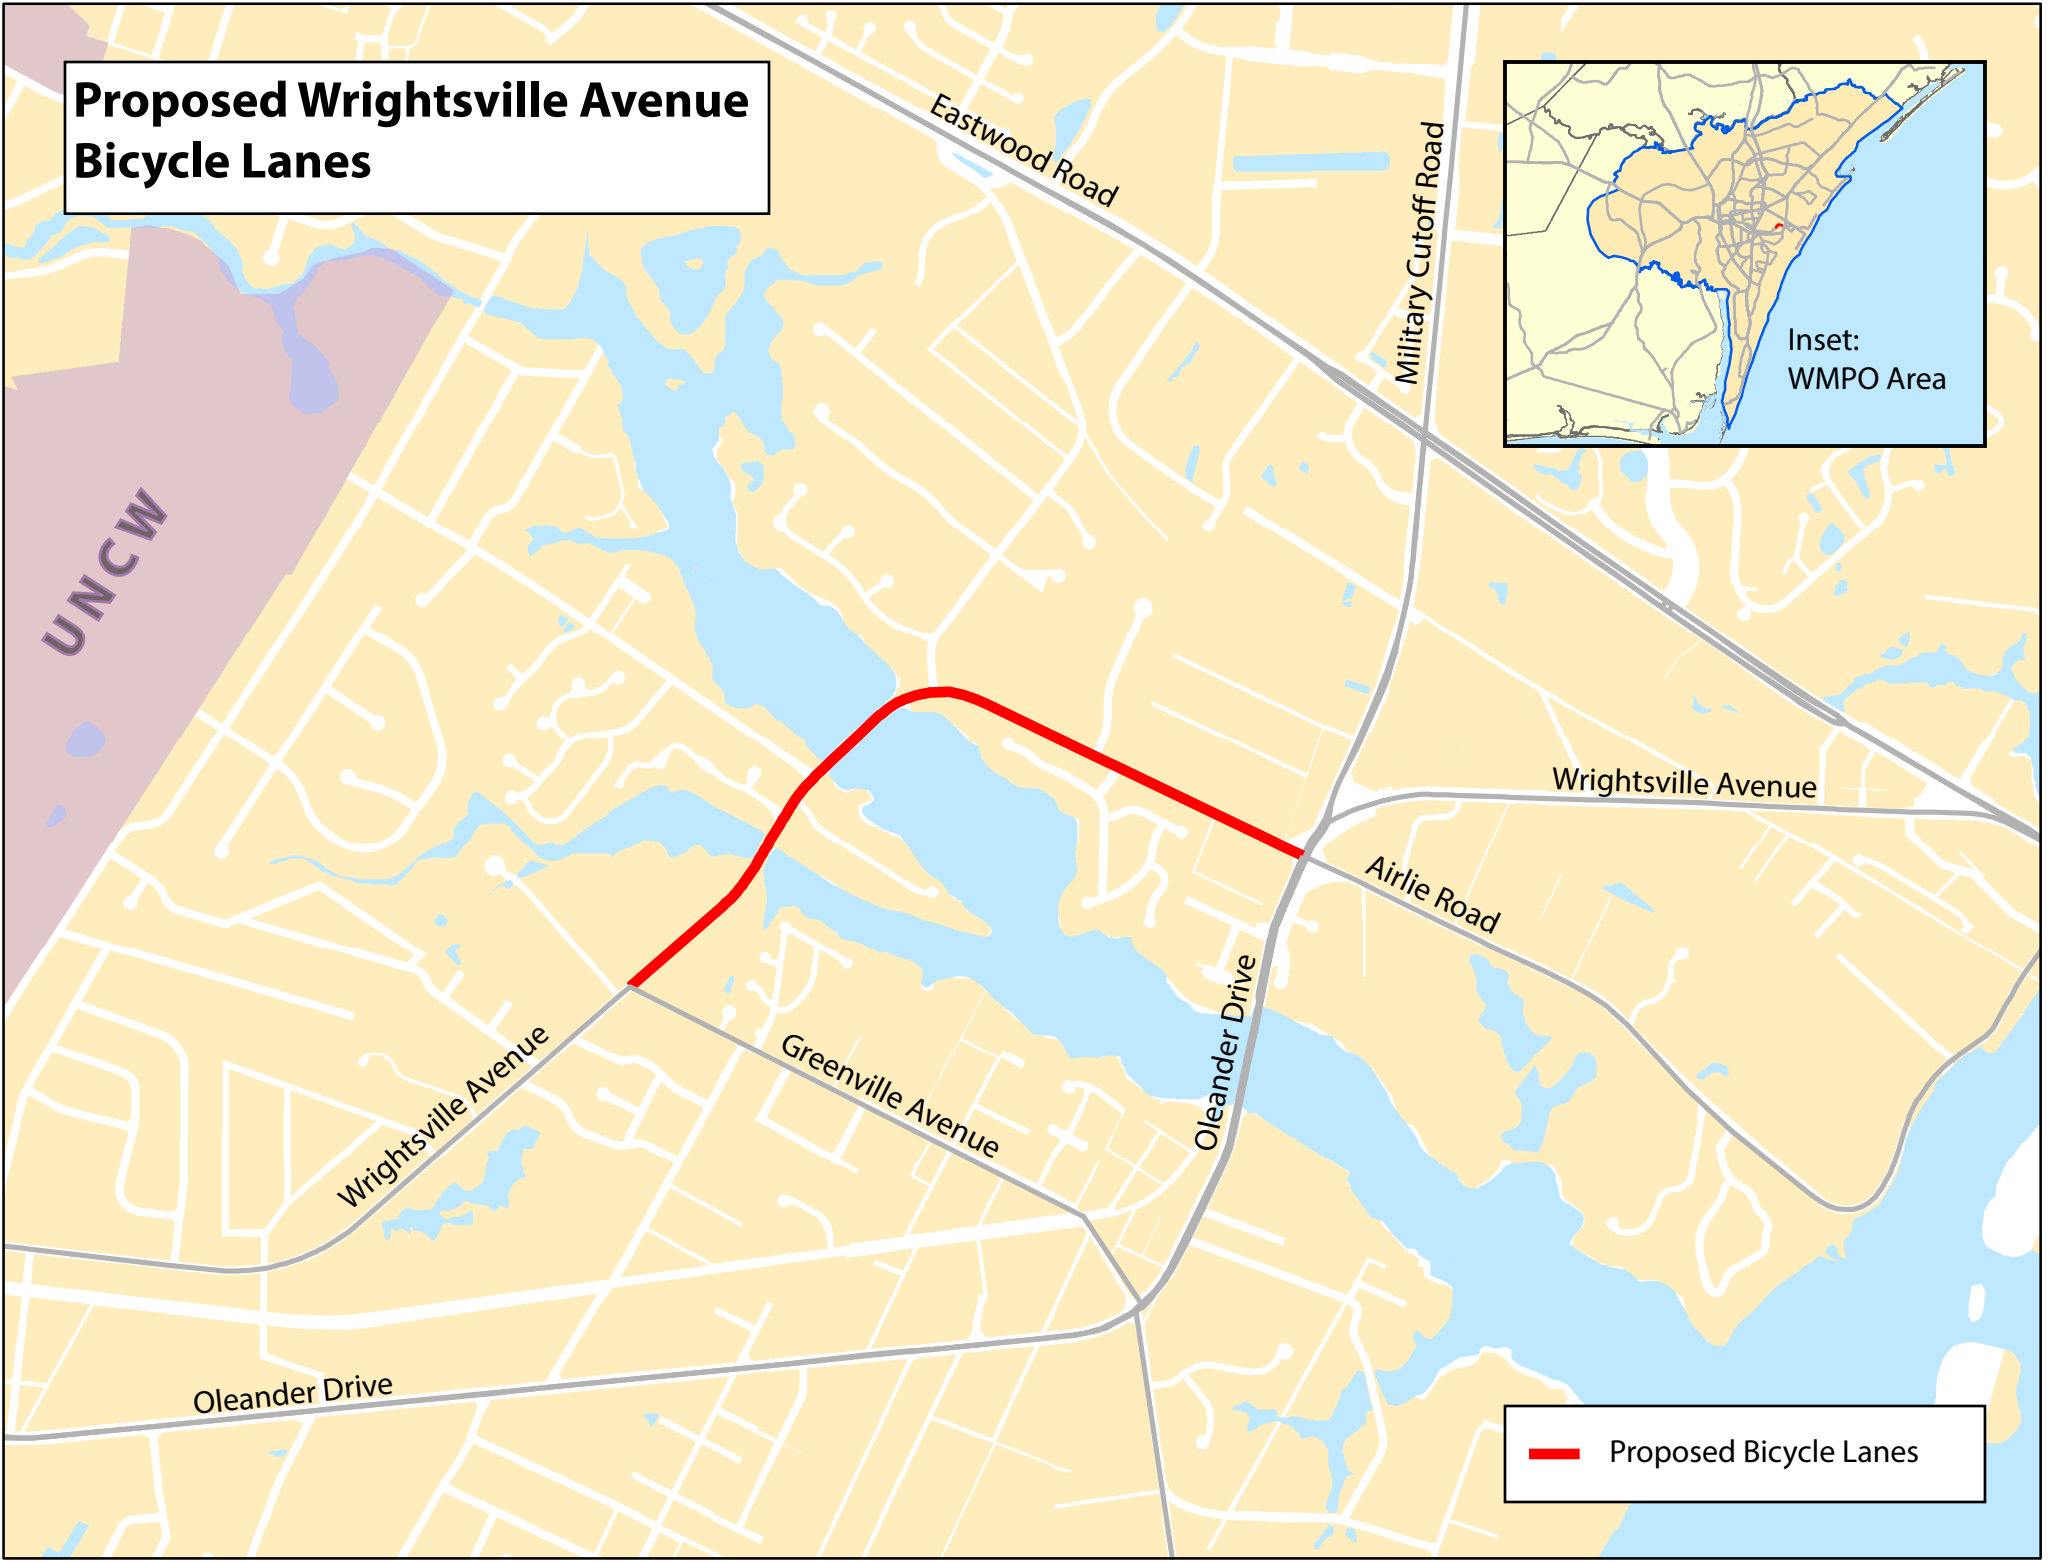 Proposed Wrightsville Avenue
Bicycle Lanes
Eastwood Road
Military Cutoff Road
Inset:
WMPO Area
UNCW
Wrightsville Avenue
Airlie Road
Oleander Drive
Greenville Avenue
Wrightsville Avenue
Oleander Drive
Proposed Bicycle Lanes